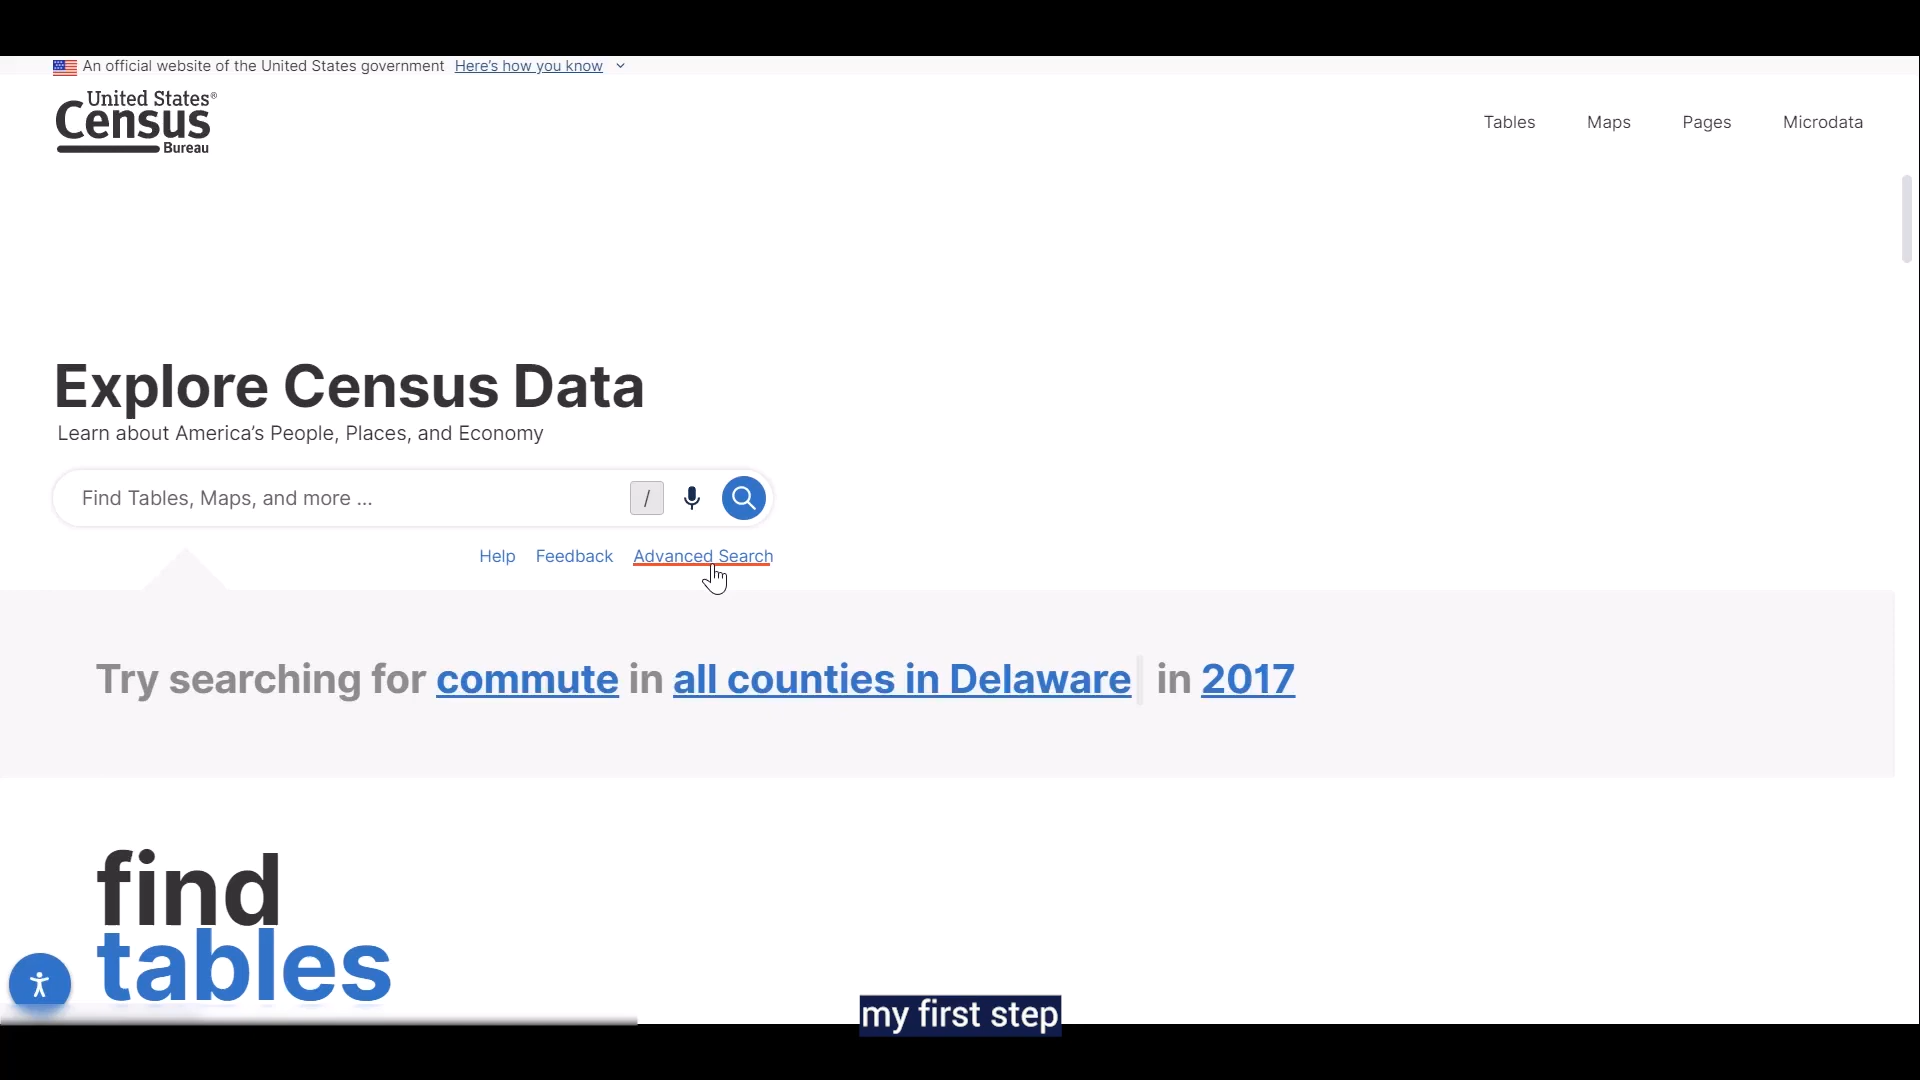 An official website of the United States government Here's how you know
United States®
Census
Bureau
Tables Maps Pages Microdata
Explore Census Data
Learn about America's People, Places, and Economy
Find Tables, Maps, and more ... /
Help Feedback Advanced Search
Try searching for commute in all counties in Delaware in 2017
find
tables
my first step